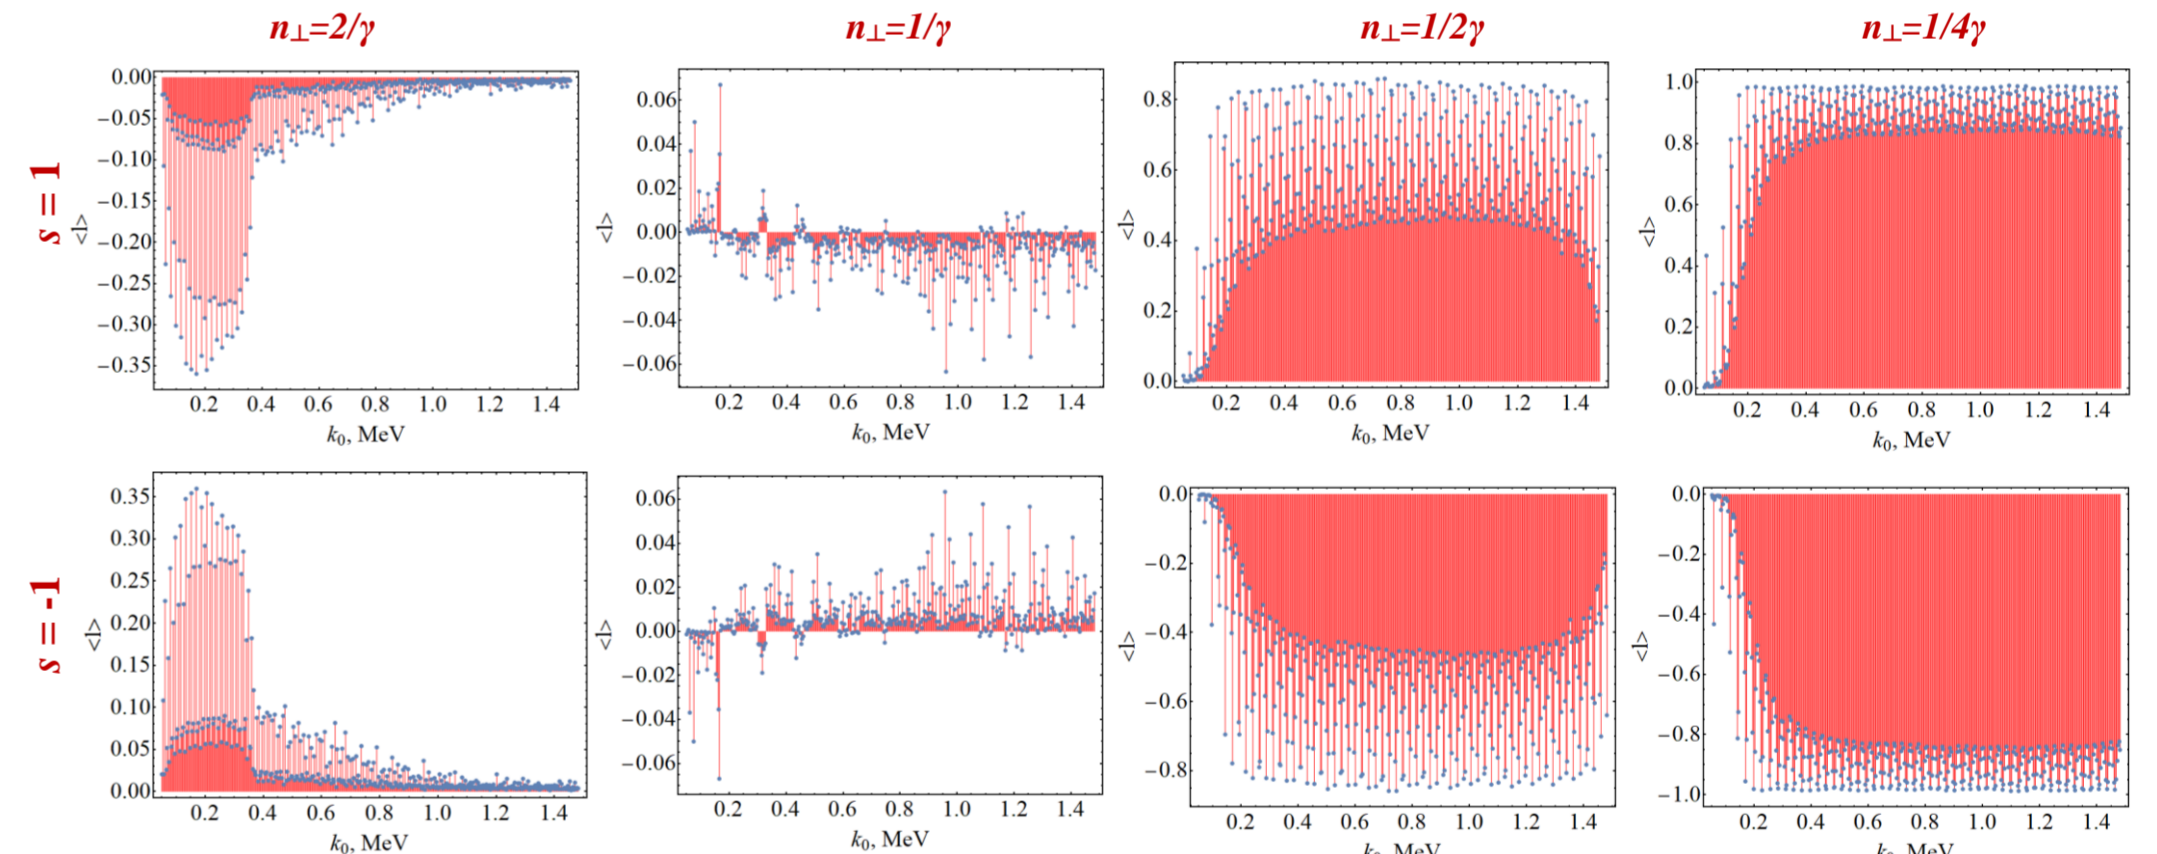 n⊥=2/γ
n⊥=1/γ
n⊥=1/2γ
n⊥=1/4γ
s = 1
<l>
0.00
−0.05
−0.10
−0.15
−0.20
−0.25
−0.30
−0.35
0.2 0.4 0.6 0.8 1.0 1.2 1.4
k0, MeV
<l>
0.06
0.04
0.02
0.00
−0.02
−0.04
−0.06
0.2 0.4 0.6 0.8 1.0 1.2 1.4
k0, MeV
<l>
0.8
0.6
0.4
0.2
0.0
0.2 0.4 0.6 0.8 1.0 1.2 1.4
k0, MeV
<l>
1.0
0.8
0.6
0.4
0.2
0.0
0.2 0.4 0.6 0.8 1.0 1.2 1.4
k0, MeV
s = -1
<l>
0.35
0.30
0.25
0.20
0.15
0.10
0.05
0.00
0.2 0.4 0.6 0.8 1.0 1.2 1.4
k0, MeV
<l>
0.06
0.04
0.02
0.00
−0.02
−0.04
−0.06
0.2 0.4 0.6 0.8 1.0 1.2 1.4
k0, MeV
<l>
0.0
−0.2
−0.4
−0.6
−0.8
0.2 0.4 0.6 0.8 1.0 1.2 1.4
k0, MeV
<l>
0.0
−0.2
−0.4
−0.6
−0.8
−1.0
0.2 0.4 0.6 0.8 1.0 1.2 1.4
k0, MeV